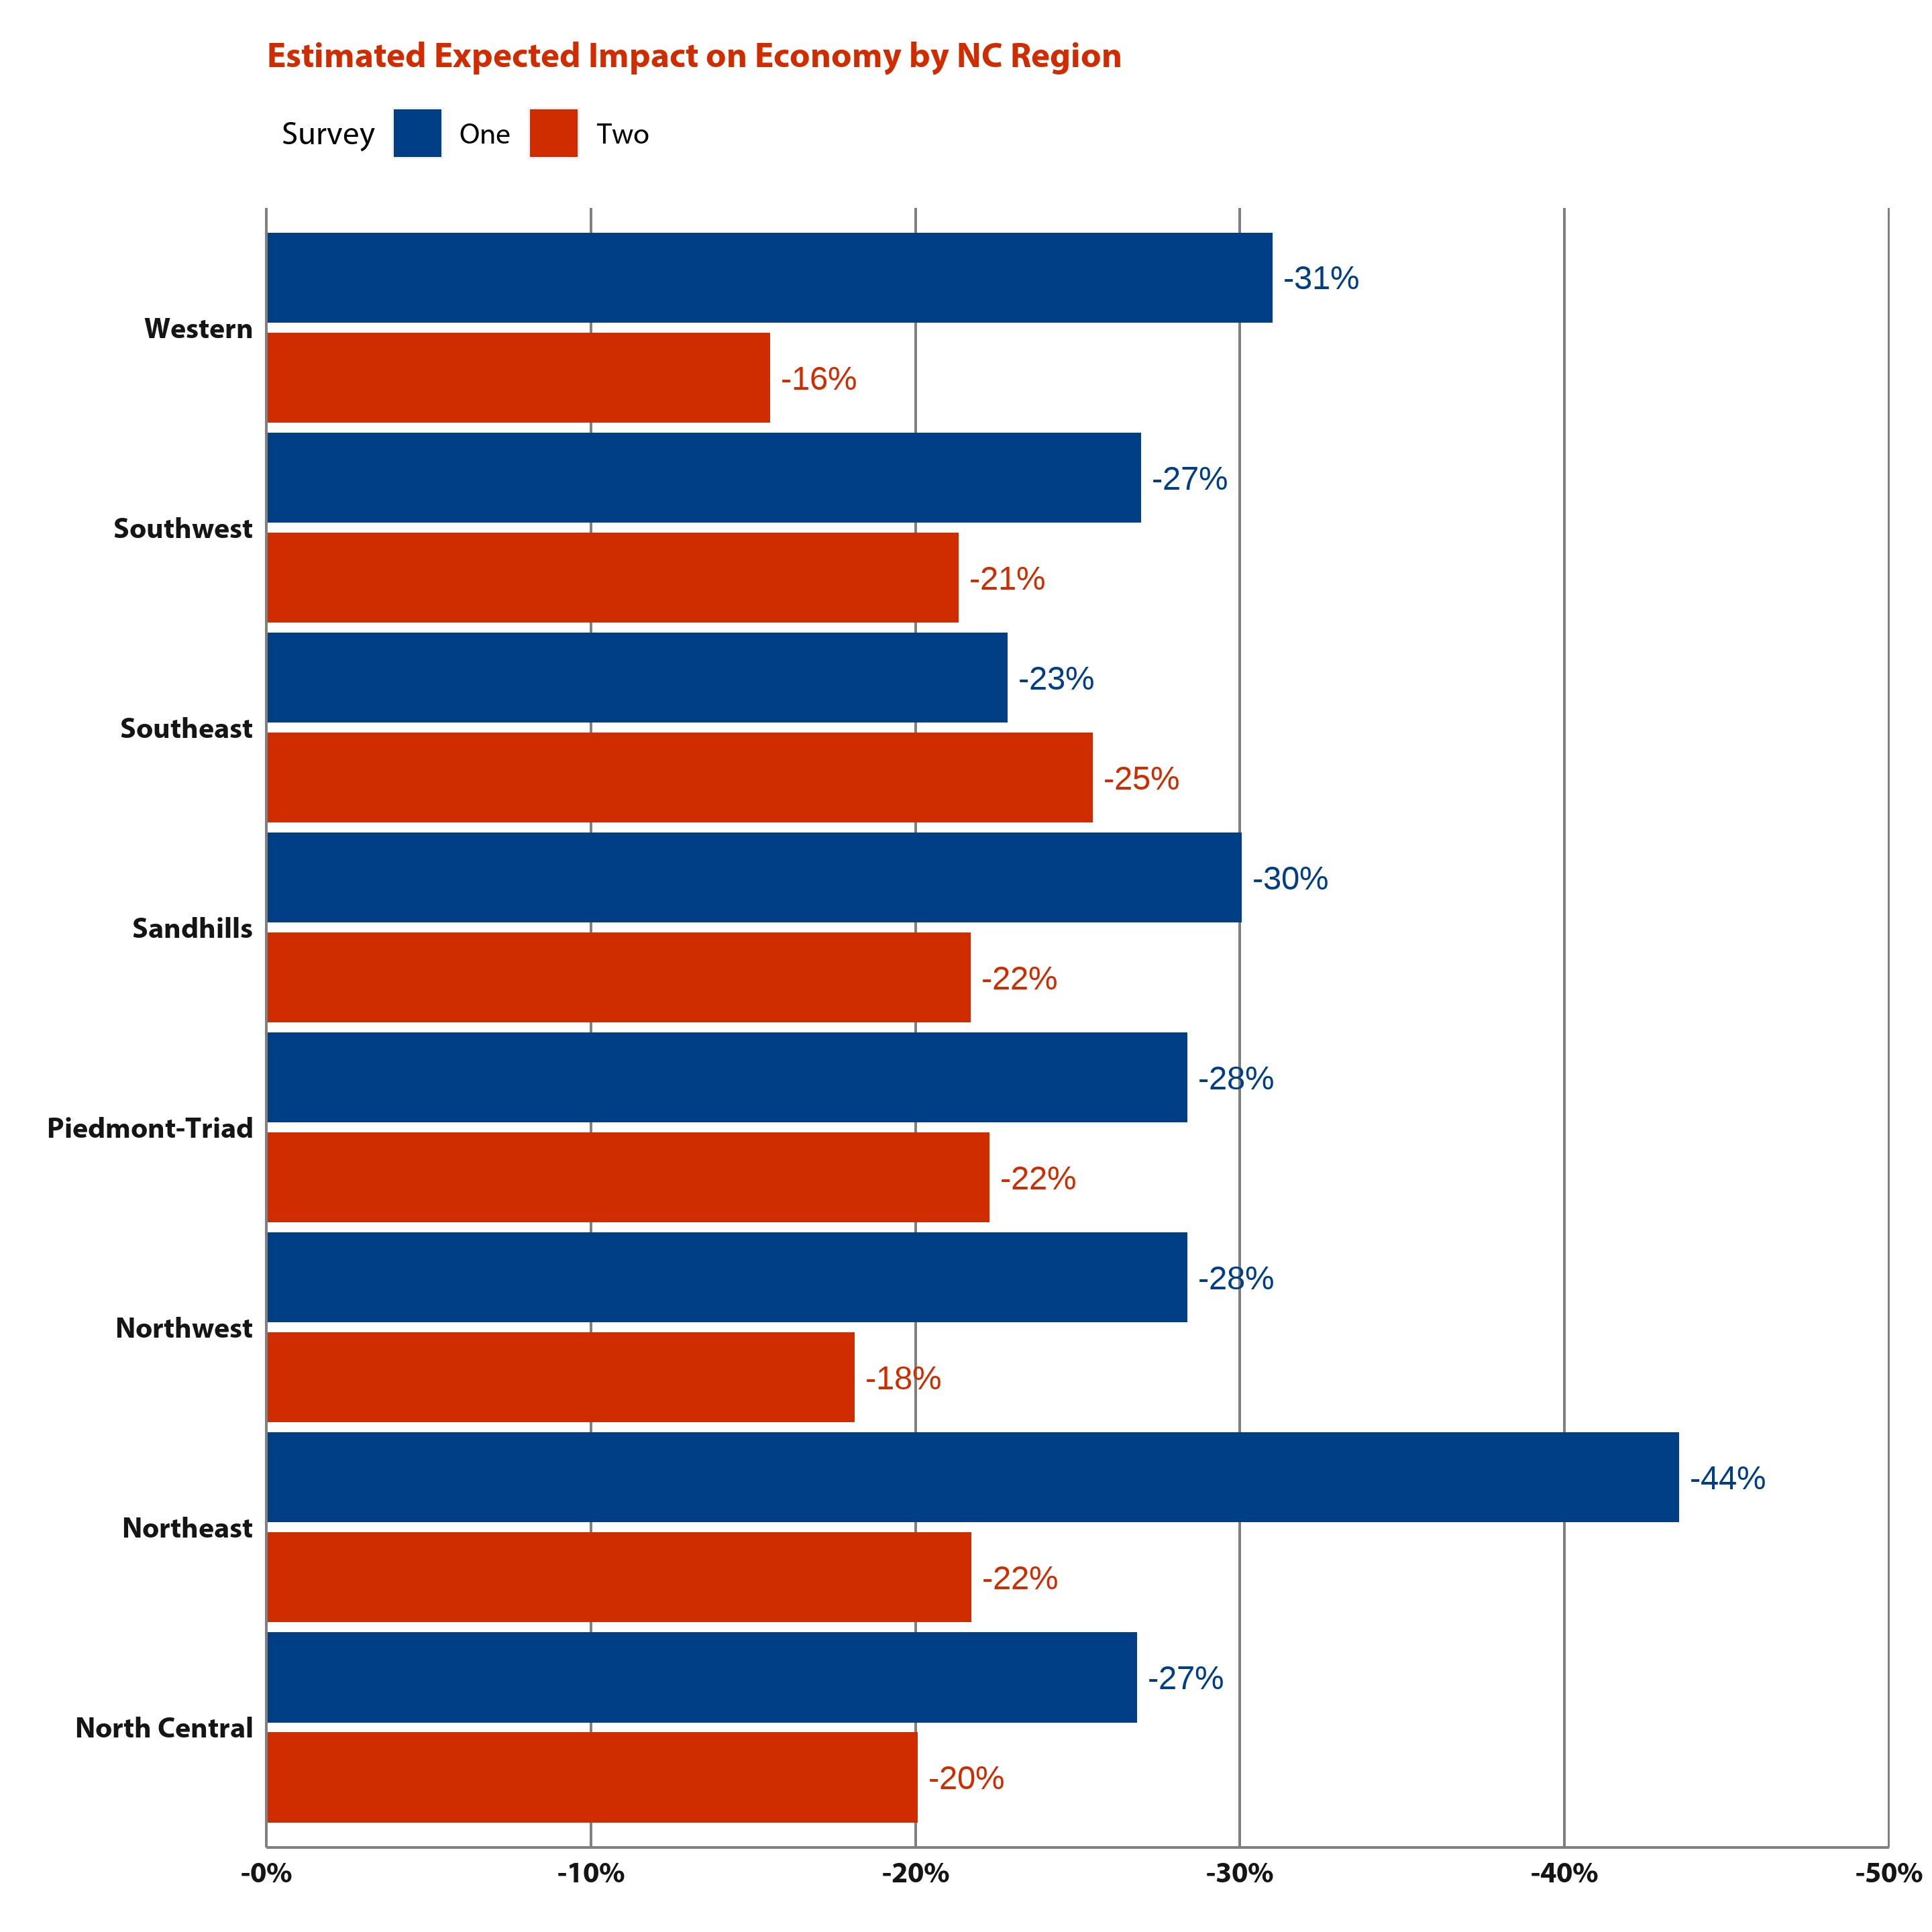 Estimated Expected Impact on Economy by NC Region
Survey One Two
-31%
Western
-16%
-27%
Southwest
-21%
-23%
Southeast
-25%
-30%
Sandhills
-22%
-28%
Piedmont-Triad
-22%
-28%
Northwest
-18%
-44%
Northeast
-22%
-27%
North Central
-20%
-0% -10% -20% -30% -40% -50%